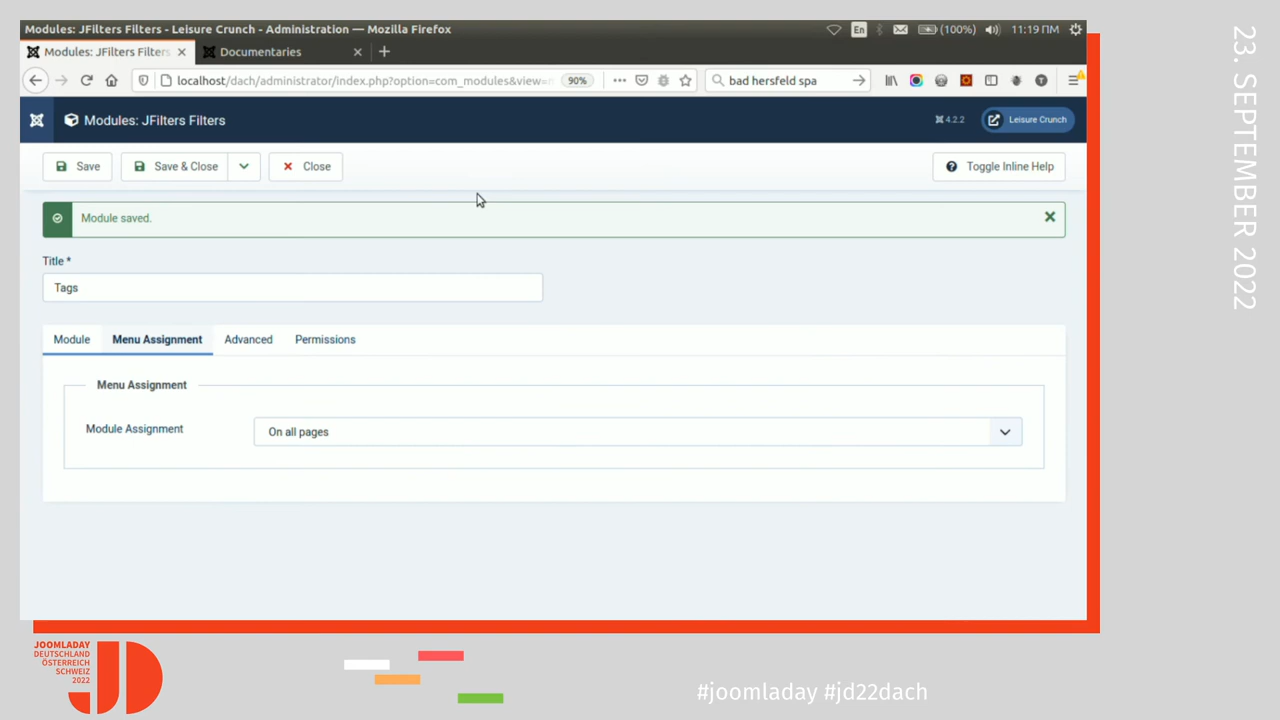 Modules: JFilters Filters - Leisure Crunch - Administration — Mozilla Firefox
En
(100%)
11:19 ΠΜ
Modules: JFilters Filters
Documentaries
localhost/dach/administrator/index.php?option=com_modules&view=
90%
bad hersfeld spa
Modules: JFilters Filters
4.2.2
Leisure Crunch
Save
Save & Close
Close
Toggle Inline Help
Module saved.
Title *
Tags
Module
Menu Assignment
Advanced
Permissions
Menu Assignment
Module Assignment
On all pages
23. SEPTEMBER 2022
JOOMLADAY
DEUTSCHLAND
ÖSTERREICH
SCHWEIZ
2022
JD
#joomladay #jd22dach